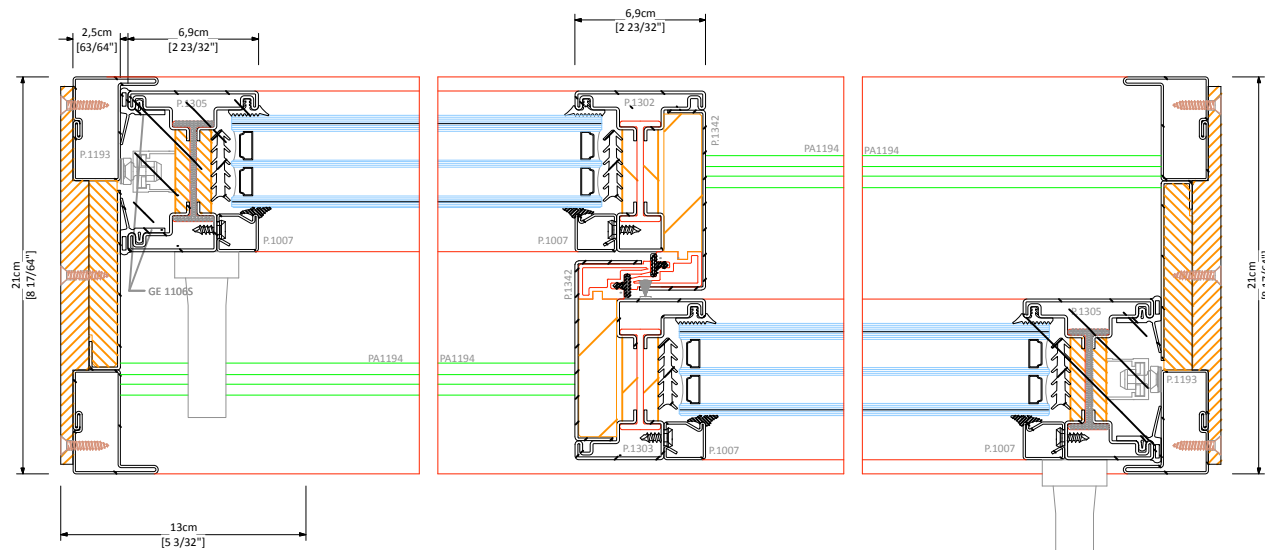 2,5cm
[63/64"]
6,9cm
[2 23/32"]
6,9cm
[2 23/32"]
P.1305
P.1302
P.1342
P.1193
PA1194
PA1194
P.1007
P.1007
21cm
[8 17/64"]
GE 1106S
P.1342
21cm
P.1305
PA1194
PA1194
P.1193
P.1303
P.1007
P.1007
13cm
[5 3/32"]